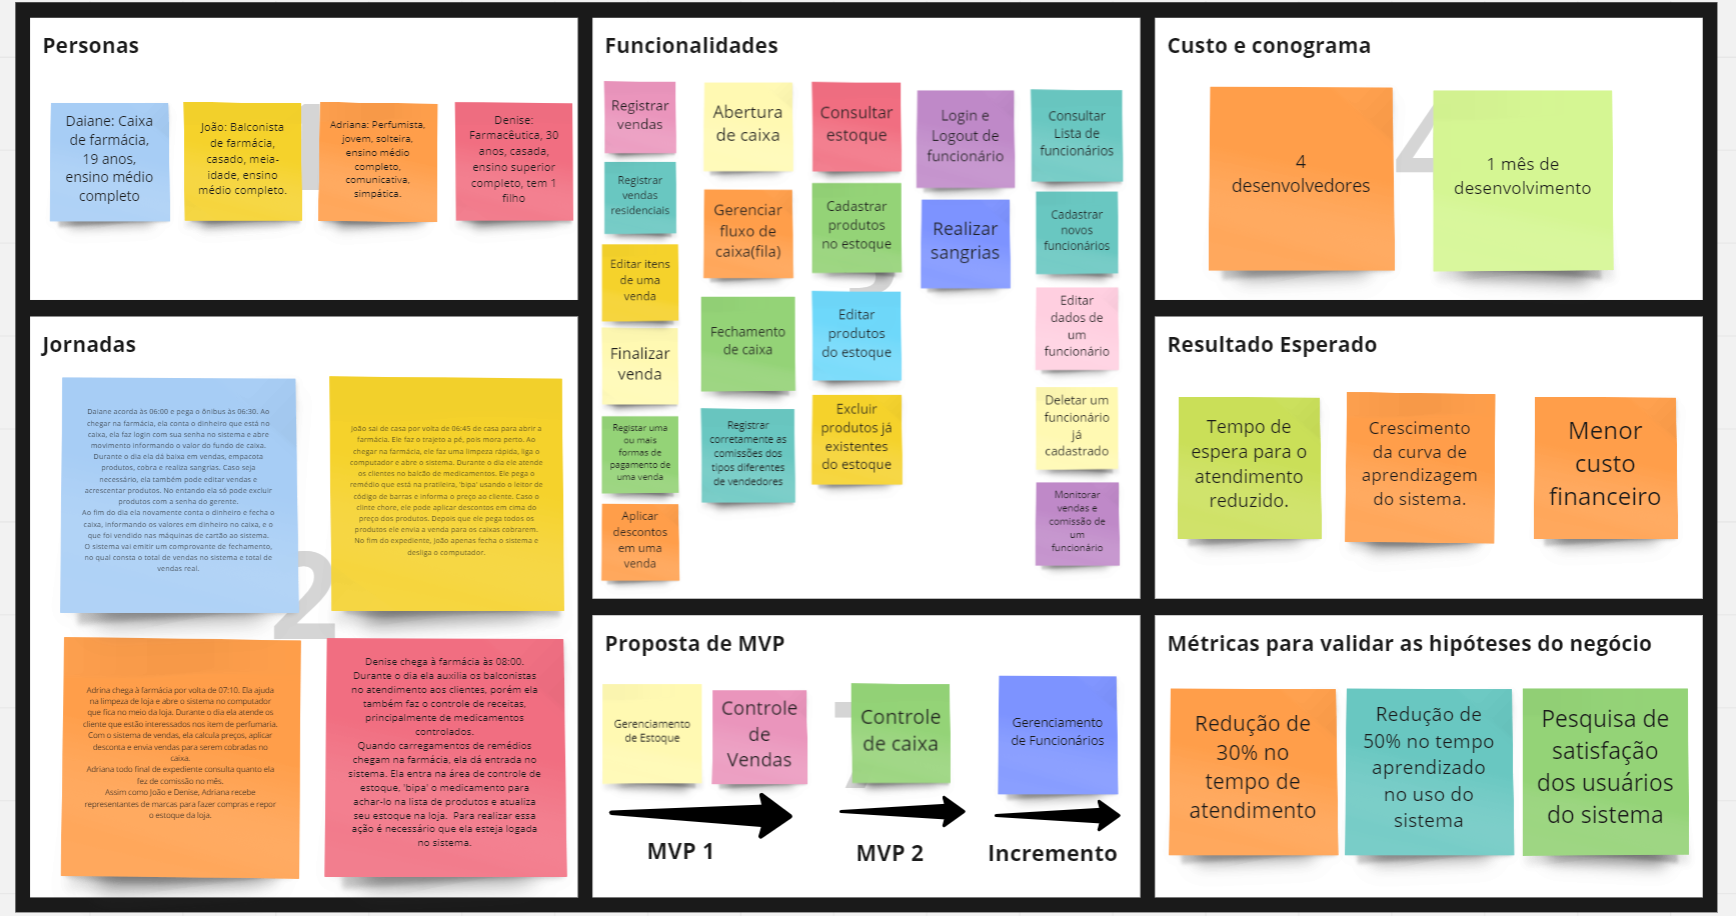 Personas
Daiane: Caixa
de farmácia,
19 anos,
ensino médio
completo
João: Balconista
de farmácia,
casado, meia-
idade, ensino
médio completo.
Adriana: Perfumista,
jovem, solteira,
ensino médio
completo,
comunicativa,
simpática.
Denise:
Farmacêutica, 30
anos, casada,
ensino superior
completo, tem 1
filho
Jornadas
Daiane acorda às 06:00 e pega o ônibus às 06:30. Ao
chegar na farmácia, ela conta o dinheiro que está no
caixa, ela faz login com sua senha no sistema e abre
movimento informando o valor do fundo de caixa.
Durante o dia ela dá baixa em vendas, empacota
produtos, cobra e realiza sangrias. Caso seja
necessário, ela também pode editar vendas e
acrescentar produtos. No entando ela só pode excluir
produtos com a senha do gerente.
Ao fim do dia ela novamente conta o dinheiro e fecha o
caixa, informando os valores em dinheiro no caixa, e o
que foi vendido nas máquinas de cartão ao sistema.
O sistema vai emitir um comprovante de fechamento,
no qual consta o total de vendas no sistema e total de
vendas real.
João sai de casa por volta de 06:45 de casa para abrir a
farmácia. Ele faz o trajeto a pé, pois mora perto. Ao
chegar na farmácia, ele faz uma limpeza rápida, liga o
computador e abre o sistema. Durante o dia ele atende
os clientes no balcão de medicamentos. Ele pega o
remédio que está na pratileira, 'bipa' usando o leitor de
código de barras e informa o preço ao cliente. Caso o
clinte chore, ele pode aplicar descontos em cima do
preço dos produtos. Depois que ele pega todos os
produtos ele envia a venda para os caixas cobrarem.
No fim do expediente, João apenas fecha o sistema e
desliga o computador.
2
Adrina chega à farmácia por volta de 07:10. Ela ajuda
na limpeza de loja e abre o sistema no computador
que fica no meio da loja. Durante o dia ela atende os
cliente que estão interessados nos item de perfumaria.
Com o sistema de vendas, ela calcula preços, aplicar
desconta e envia vendas para serem cobradas no
caixa.
Adriana todo final de expediente consulta quanto ela
fez de comissão no mês.
Assim como João e Denise, Adriana recebe
representantes de marcas para fazer compras e repor
o estoque da loja.
Denise chega à farmácia às 08:00.
Durante o dia ela auxilia os balconistas
no atendimento aos clientes, porém ela
também faz o controle de receitas,
principalmente de medicamentos
controlados.
Quando carregamentos de remédios
chegam na farmácia, ela dá entrada no
sistema. Ela entra na área de controle de
estoque, 'bipa' o medicamento para
achar-lo na lista de produtos e atualiza
seu estoque na loja. Para realizar essa
ação é necessário que ela esteja logada
no sistema.
Funcionalidades
Registrar
vendas
Registrar
vendas
residenciais
Editar itens
de uma
venda
Finalizar
venda
Registar uma
ou mais
formas de
pagamento de
uma venda
Aplicar
descontos
em uma
venda
Abertura
de caixa
Gerenciar
fluxo de
caixa(fila)
Fechamento
de caixa
Registrar
corretamente as
comissões dos
tipos diferentes
de vendedores
Consultar
estoque
Cadastrar
produtos
no estoque
3
Editar
produtos
do estoque
Excluir
produtos já
existentes
do estoque
Login e
Logout de
funcionário
Realizar
sangrias
Consultar
Lista de
funcionários
Cadastrar
novos
funcionários
Editar
dados de
um
funcionário
Deletar um
funcionário
já
cadastrado
Monitorar
vendas e
comissão de
um
funcionário
Proposta de MVP
Gerenciamento
de Estoque
Controle
de
Vendas
Controle
de caixa
Gerenciamento
de Funcionários
MVP 1
MVP 2
Incremento
Custo e conograma
4
desenvolvedores
4
1 mês de
desenvolvimento
Resultado Esperado
Tempo de
espera para o
atendimento
reduzido.
Crescimento
da curva de
aprendizagem
do sistema.
Menor
custo
financeiro
Métricas para validar as hipóteses do negócio
Redução de
30% no
tempo de
atendimento
Redução de
50% no tempo
aprendizado
no uso do
sistema
Pesquisa de
satisfação
dos usuários
do sistema